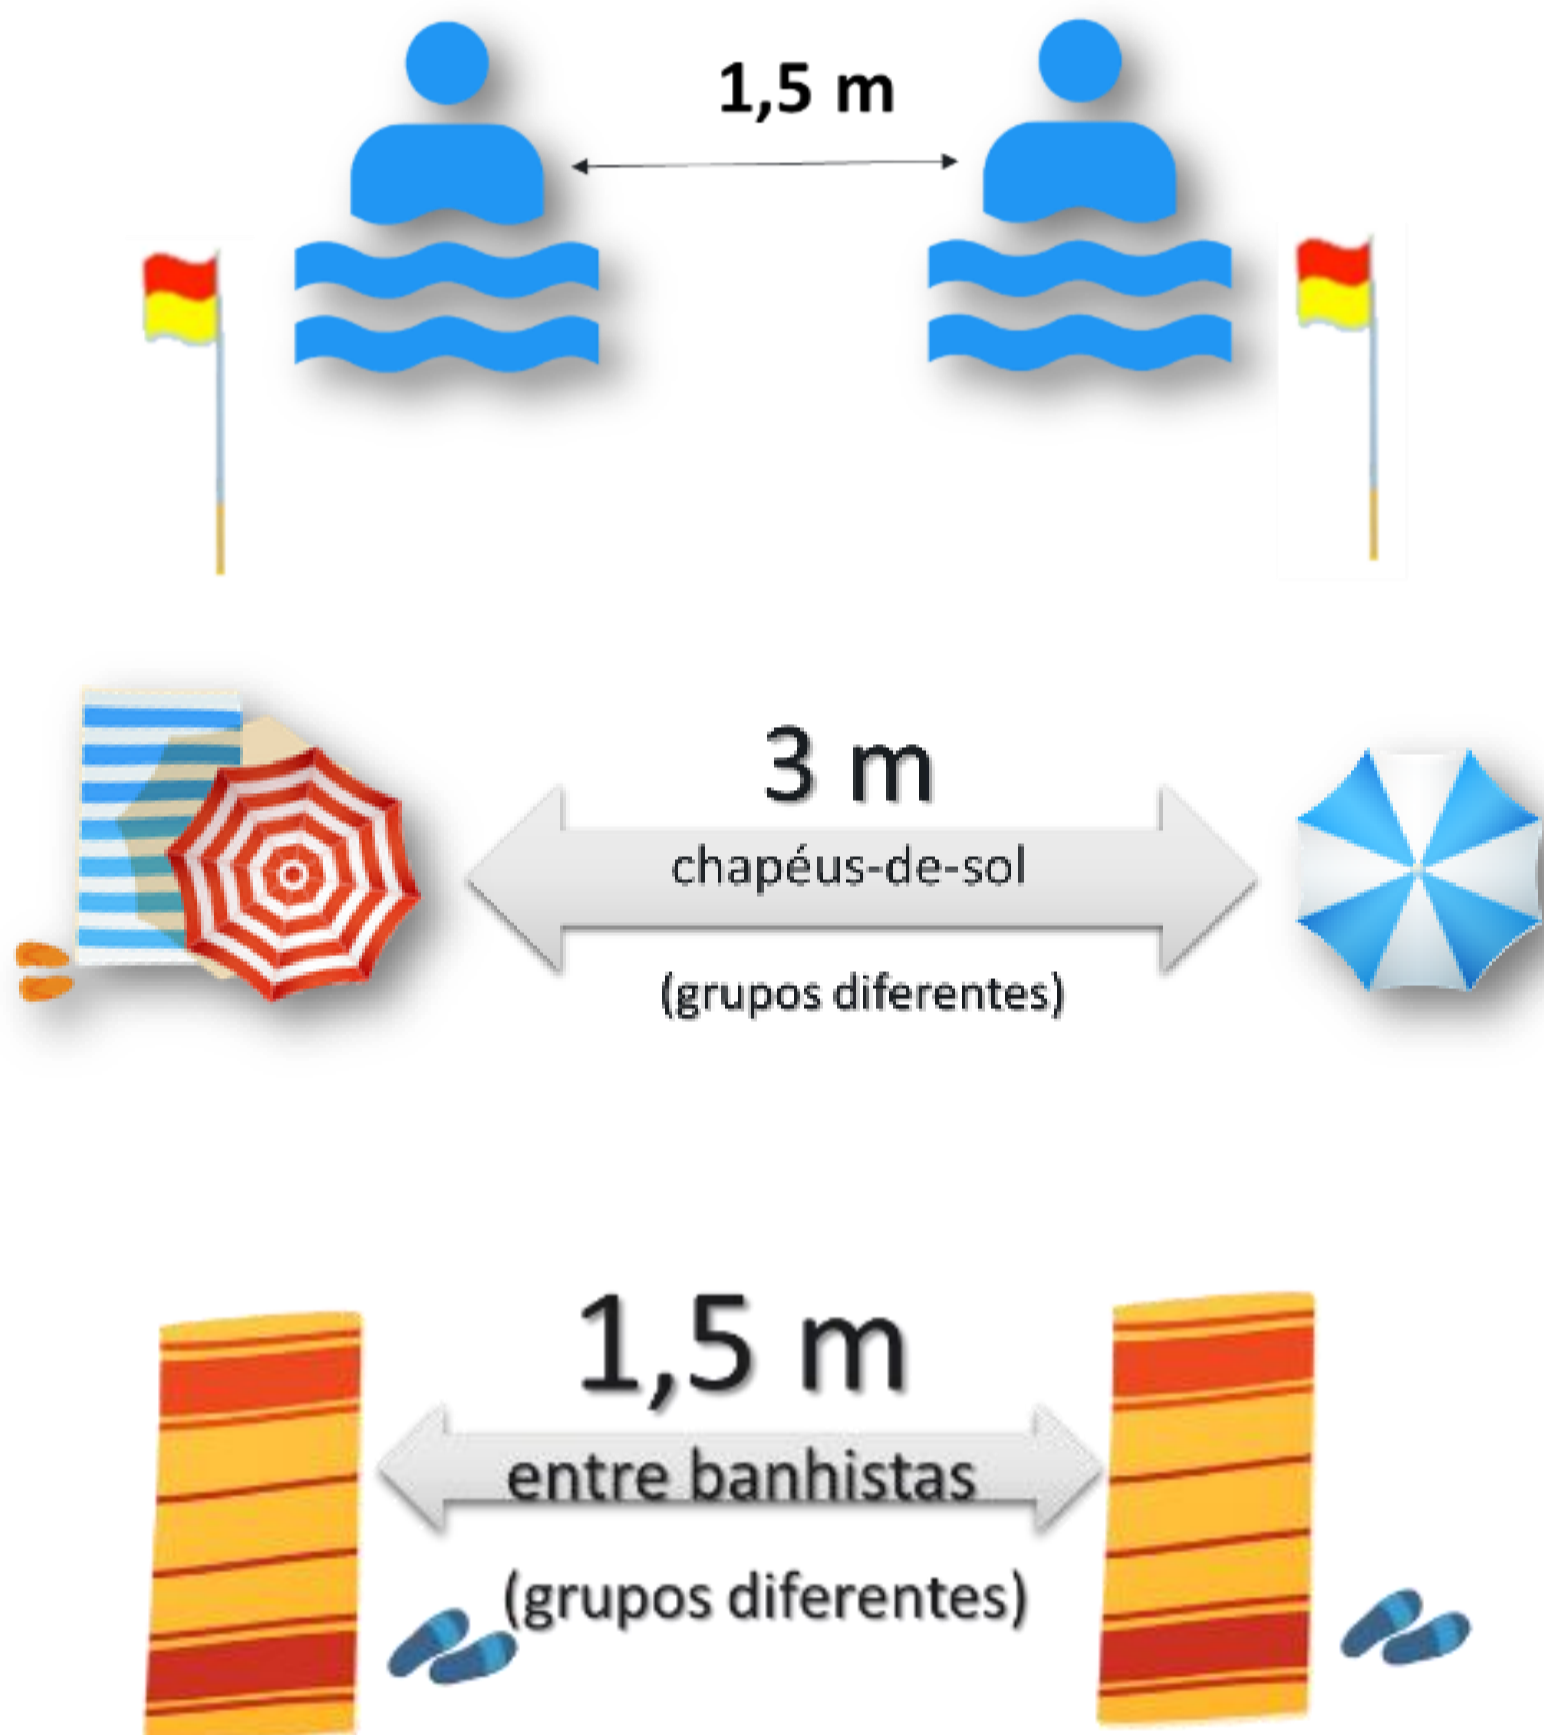 1,5 m
3 m
chapéus-de-sol
(grupos diferentes)
1,5 m
entre banhistas
(grupos diferentes)